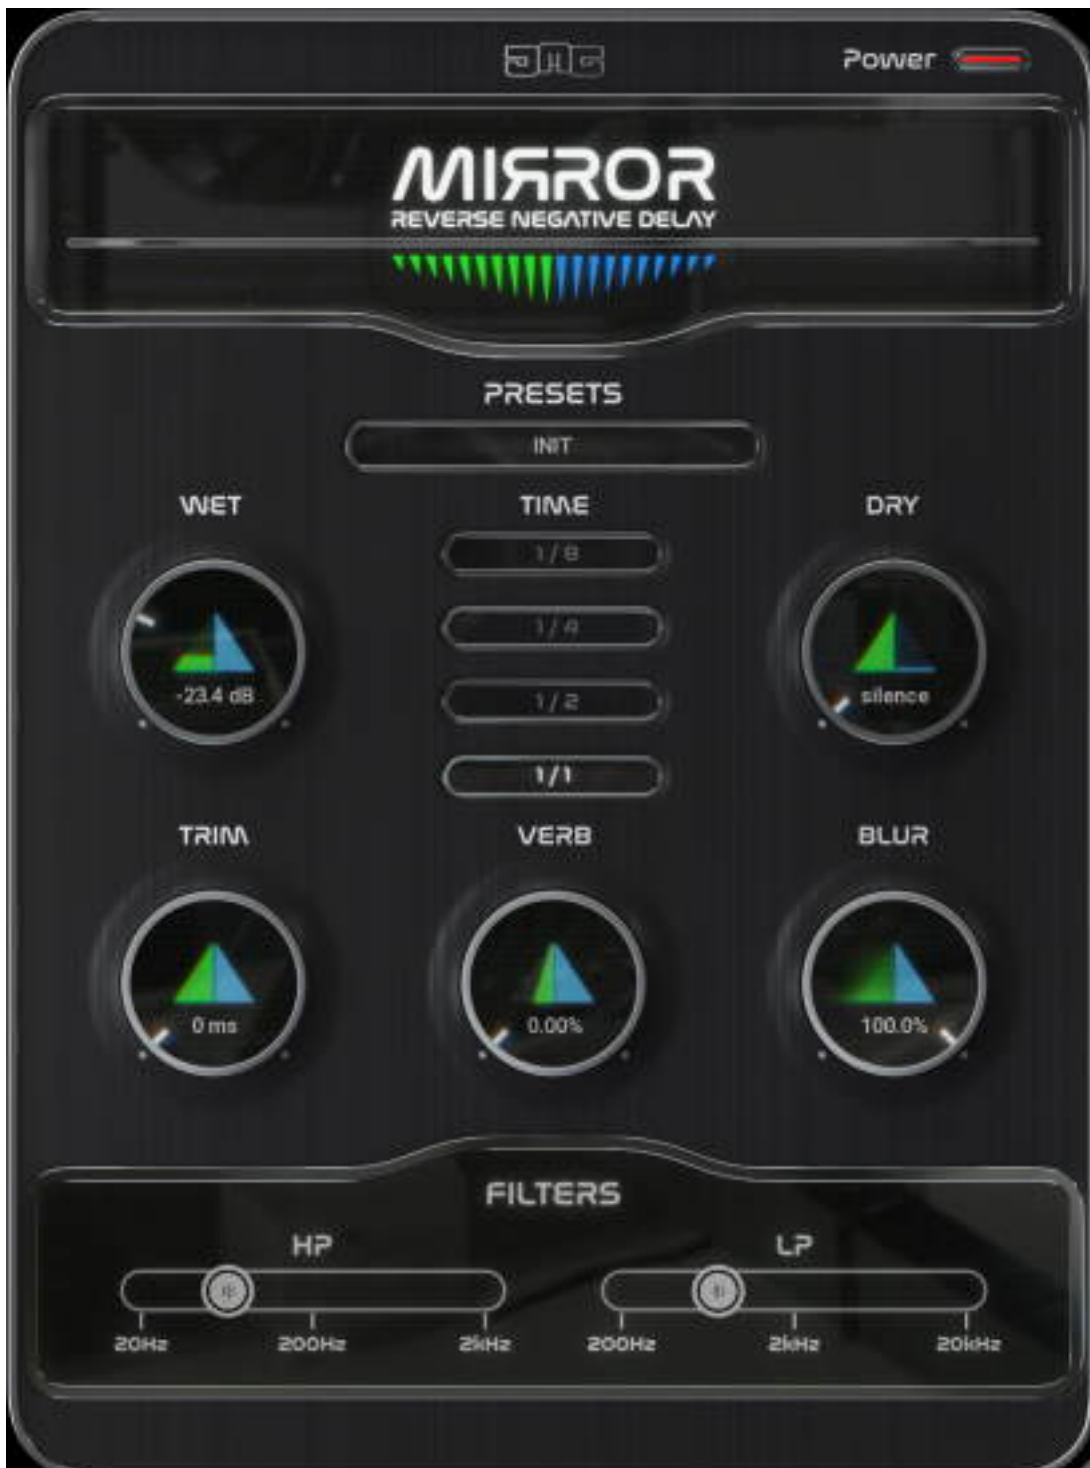 Power
MIRROR
REVERSE NEGATIVE DELAY
PRESETS
INIT
WET
TIME
DRY
1/8
1/4
1/2
1/1
-23.4 dB
silence
TRIM
VERB
BLUR
0 ms
0.00%
100.0%
FILTERS
HP
LP
20Hz
200Hz
2kHz
200Hz
2kHz
20kHz